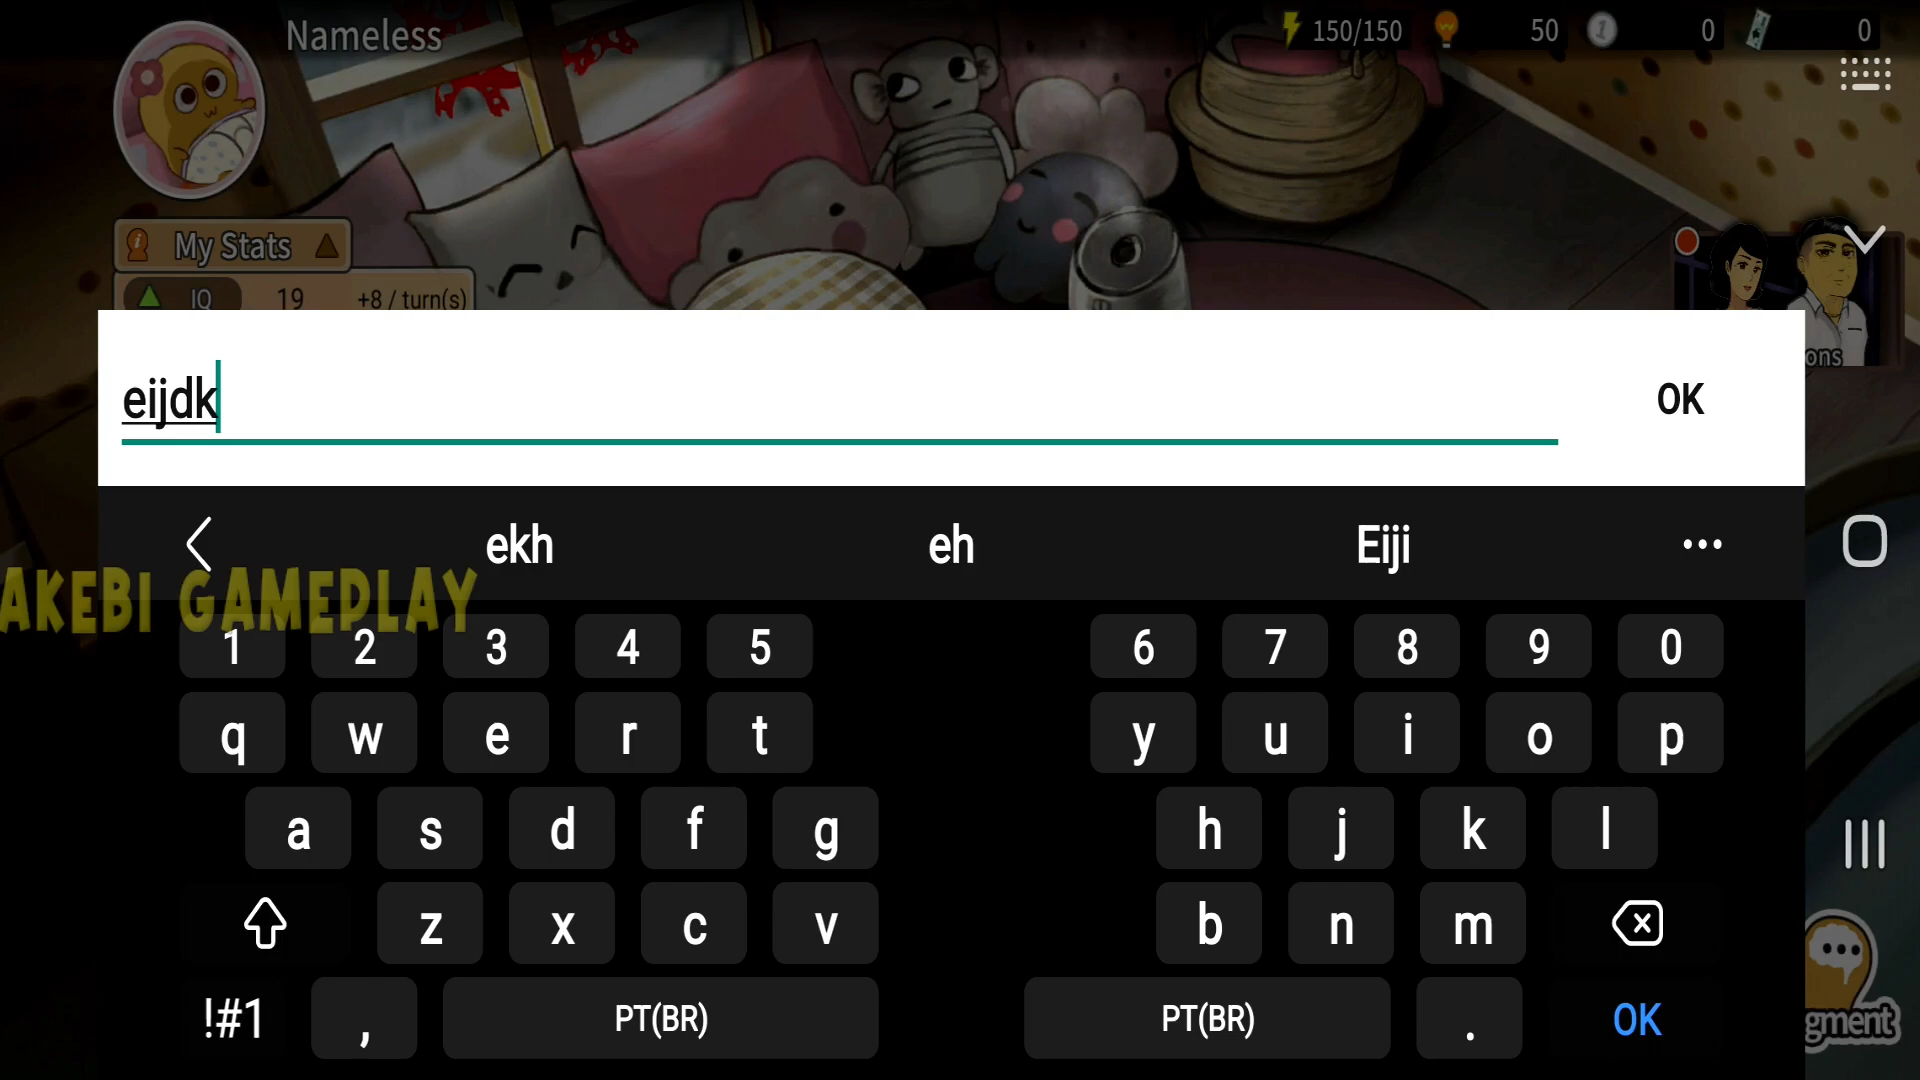 Nameless
150/150
50
0
0
My Stats
IQ 19 +8 / turn(s)
ons
eijdk
OK
ekh eh Eiji
AKEBI GAMEPLAY
1 2 3 4 5 6 7 8 9 0
q w e r t y u i o p
a s d f g h j k l
z x c v b n m
!#1 , PT(BR) PT(BR) . OK
gment